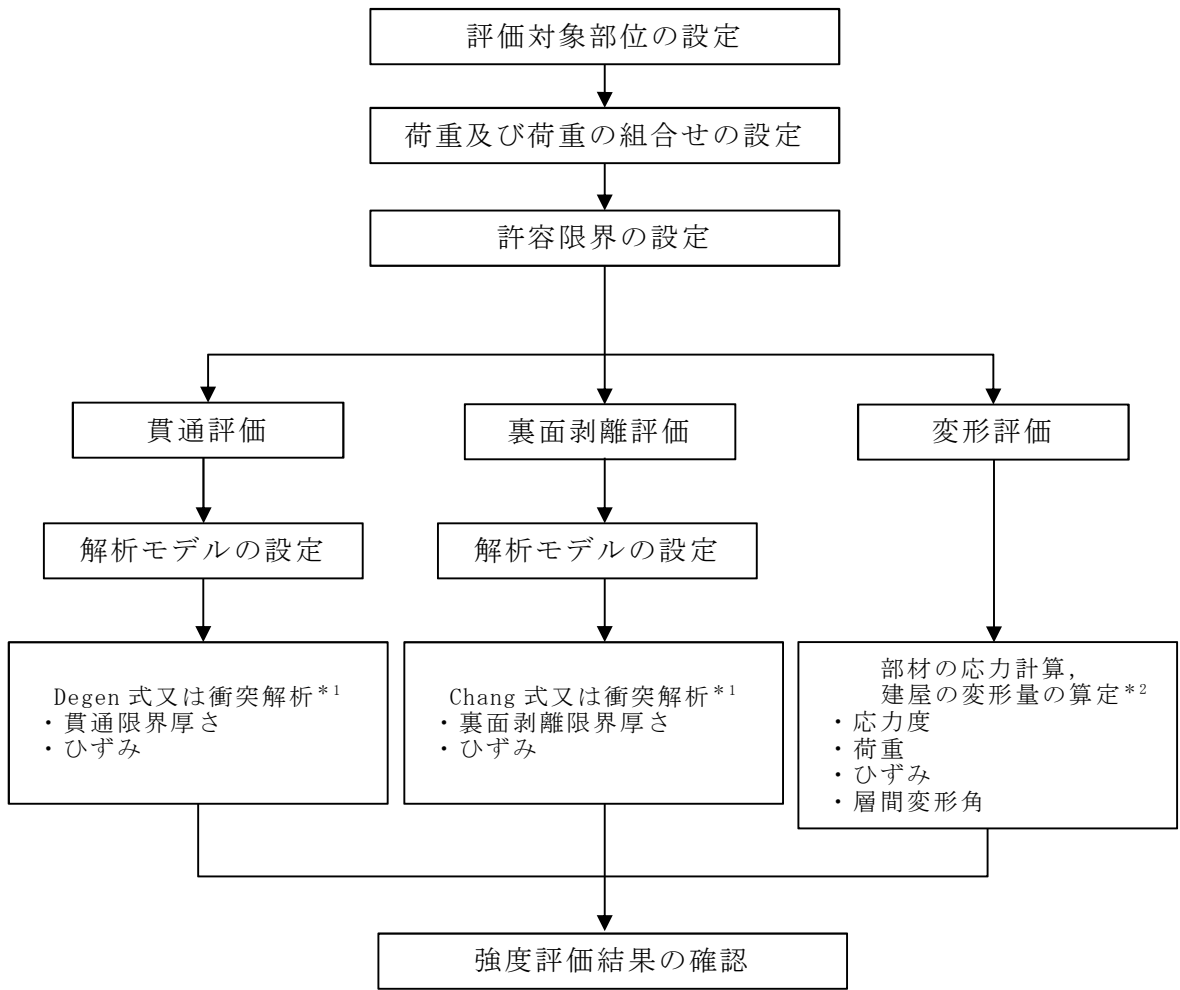 評価対象部位の設定
荷重及び荷重の組合せの設定
許容限界の設定
貫通評価
裏面剥離評価
変形評価
解析モデルの設定
解析モデルの設定
Degen 式又は衝突解析*1
・貫通限界厚さ
・ひずみ
Chang 式又は衝突解析*1
・裏面剥離限界厚さ
・ひずみ
部材の応力計算,
建屋の変形量の算定*2
・応力度
・荷重
・ひずみ
・層間変形角
強度評価結果の確認